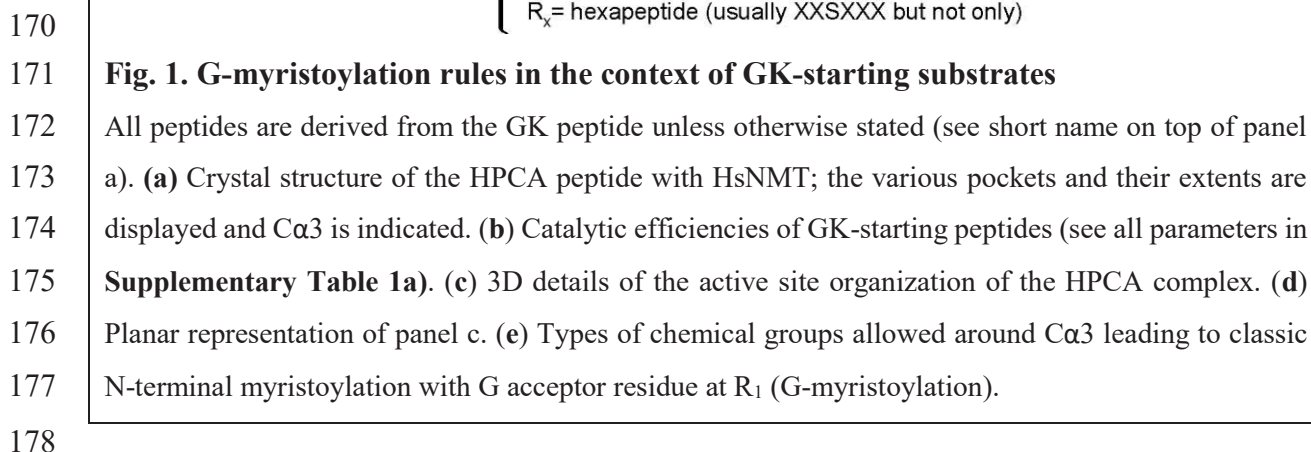 170 R_x= hexapeptide (usually XXSXXX but not only)
171 Fig. 1. G-myristoylation rules in the context of GK-starting substrates
172 All peptides are derived from the GK peptide unless otherwise stated (see short name on top of panel
173 a). (a) Crystal structure of the HPCA peptide with HsNMT; the various pockets and their extents are
174 displayed and Cα3 is indicated. (b) Catalytic efficiencies of GK-starting peptides (see all parameters in
175 Supplementary Table 1a). (c) 3D details of the active site organization of the HPCA complex. (d)
176 Planar representation of panel c. (e) Types of chemical groups allowed around Cα3 leading to classic
177 N-terminal myristoylation with G acceptor residue at R₁ (G-myristoylation).
178